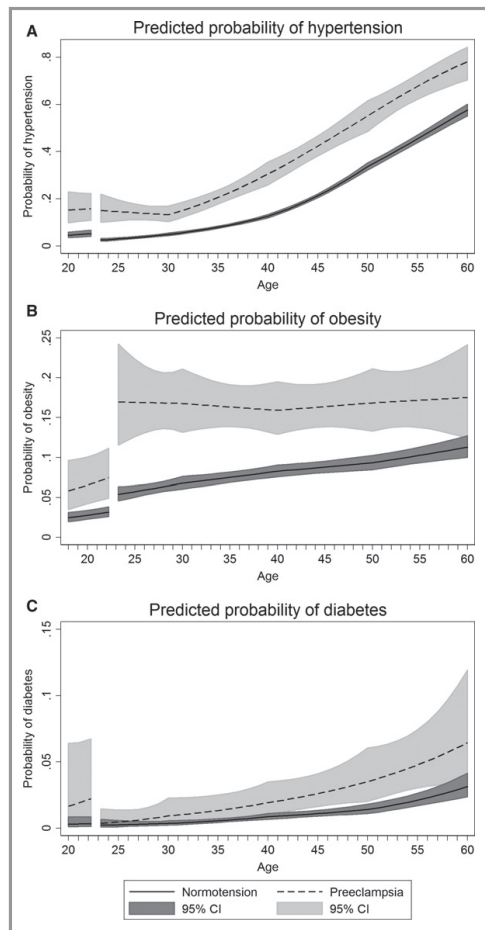 A
Predicted probability of hypertension
Probability of hypertension
.8
.6
.4
.2
0
20 25 30 35 40 45 50 55 60
Age
B
Predicted probability of obesity
Probability of obesity
.25
.2
.15
.1
.05
0
20 25 30 35 40 45 50 55 60
Age
C
Predicted probability of diabetes
Probability of diabetes
.15
.1
.05
0
20 25 30 35 40 45 50 55 60
Age
Normotension Preeclampsia
95% CI 95% CI